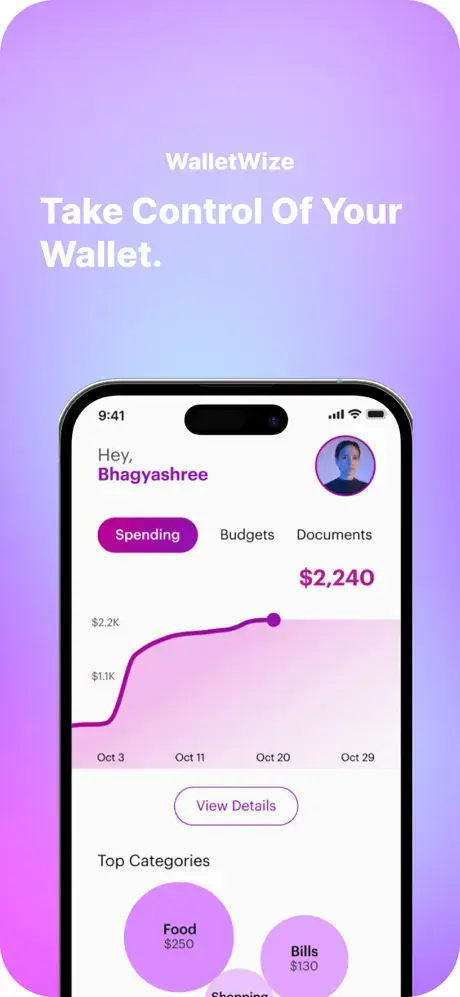 WalletWize
Take Control Of Your
Wallet.
9:41
Hey,
Bhagyashree
Spending Budgets Documents
$2,240
$2.2K
$1.1K
Oct 3 Oct 11 Oct 20 Oct 29
View Details
Top Categories
Food
$250
Bills
$130
Shopping